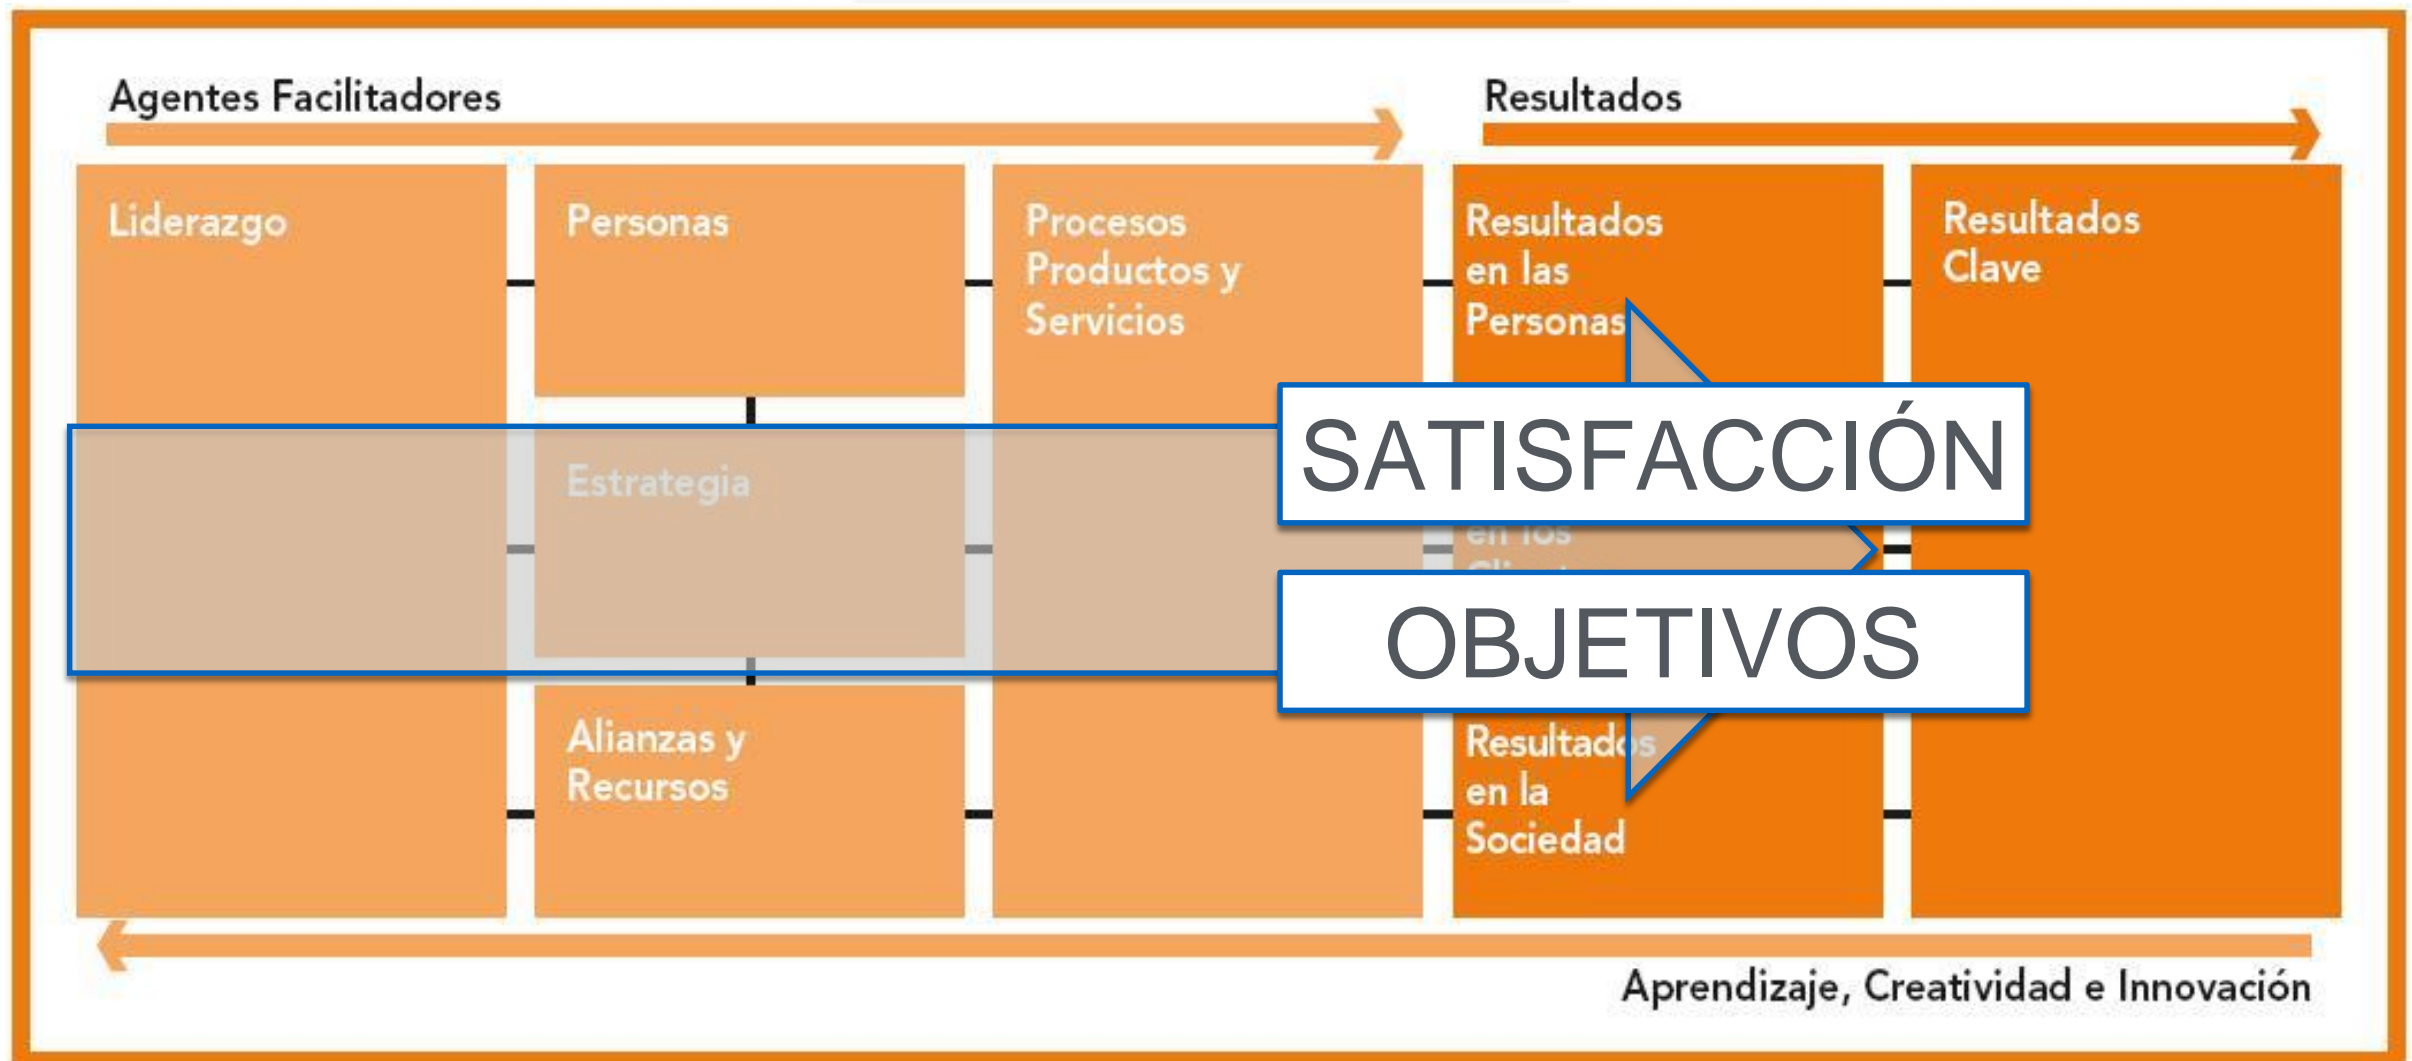 Agentes Facilitadores
Resultados
Liderazgo
Personas
Procesos
Productos y
Servicios
Resultados
en las
Personas
Resultados
Clave
Estrategia
SATISFACCIÓN
en los
OBJETIVOS
Alianzas y
Recursos
Resultados
en la
Sociedad
Aprendizaje, Creatividad e Innovación